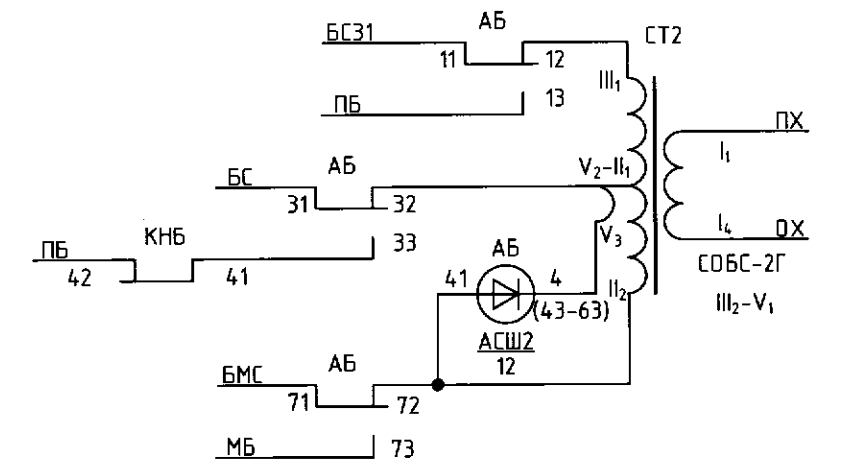 БСЗ1
АБ
11
12
СТ2
III₁
13
ПБ
ПХ
I₁
V₂-II₁
АБ
БС
31
32
V₃
I₄
ОХ
КНБ
33
ПБ
42
41
АБ
41
4
(43-63)
II₂
СОБС-2Г
III₂-V₁
АСШ2
12
АБ
БМС
71
72
МБ
73